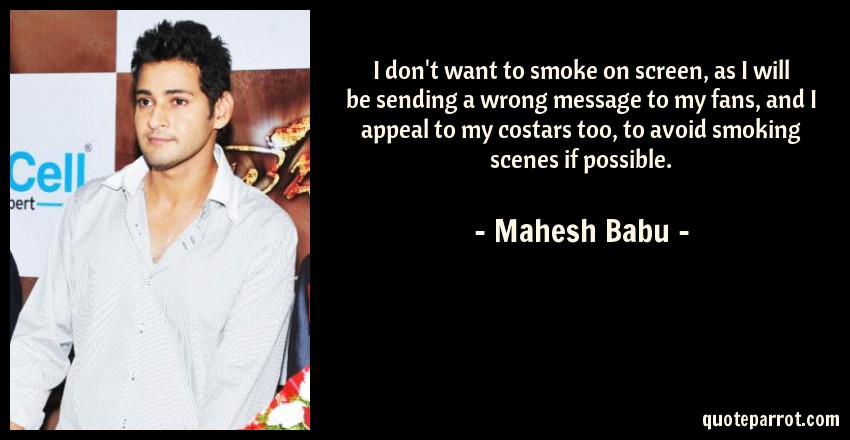 I don't want to smoke on screen, as I will
be sending a wrong message to my fans, and I
appeal to my costars too, to avoid smoking
scenes if possible.
- Mahesh Babu -
Cell®
pert
quoteparrot.com